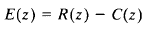 E(z) = R(z) − C(z)